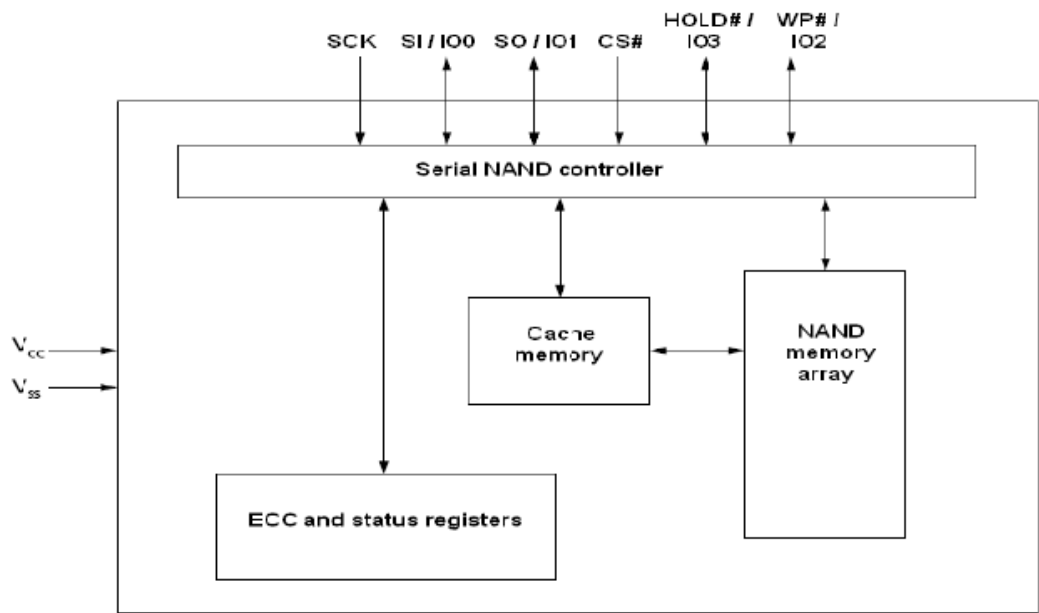 HOLD# / WP# /
SCK SI / IO0 SO / IO1 CS# IO3 IO2
Serial NAND controller
Cache
memory
NAND
memory
array
Vcc
Vss
ECC and status registers